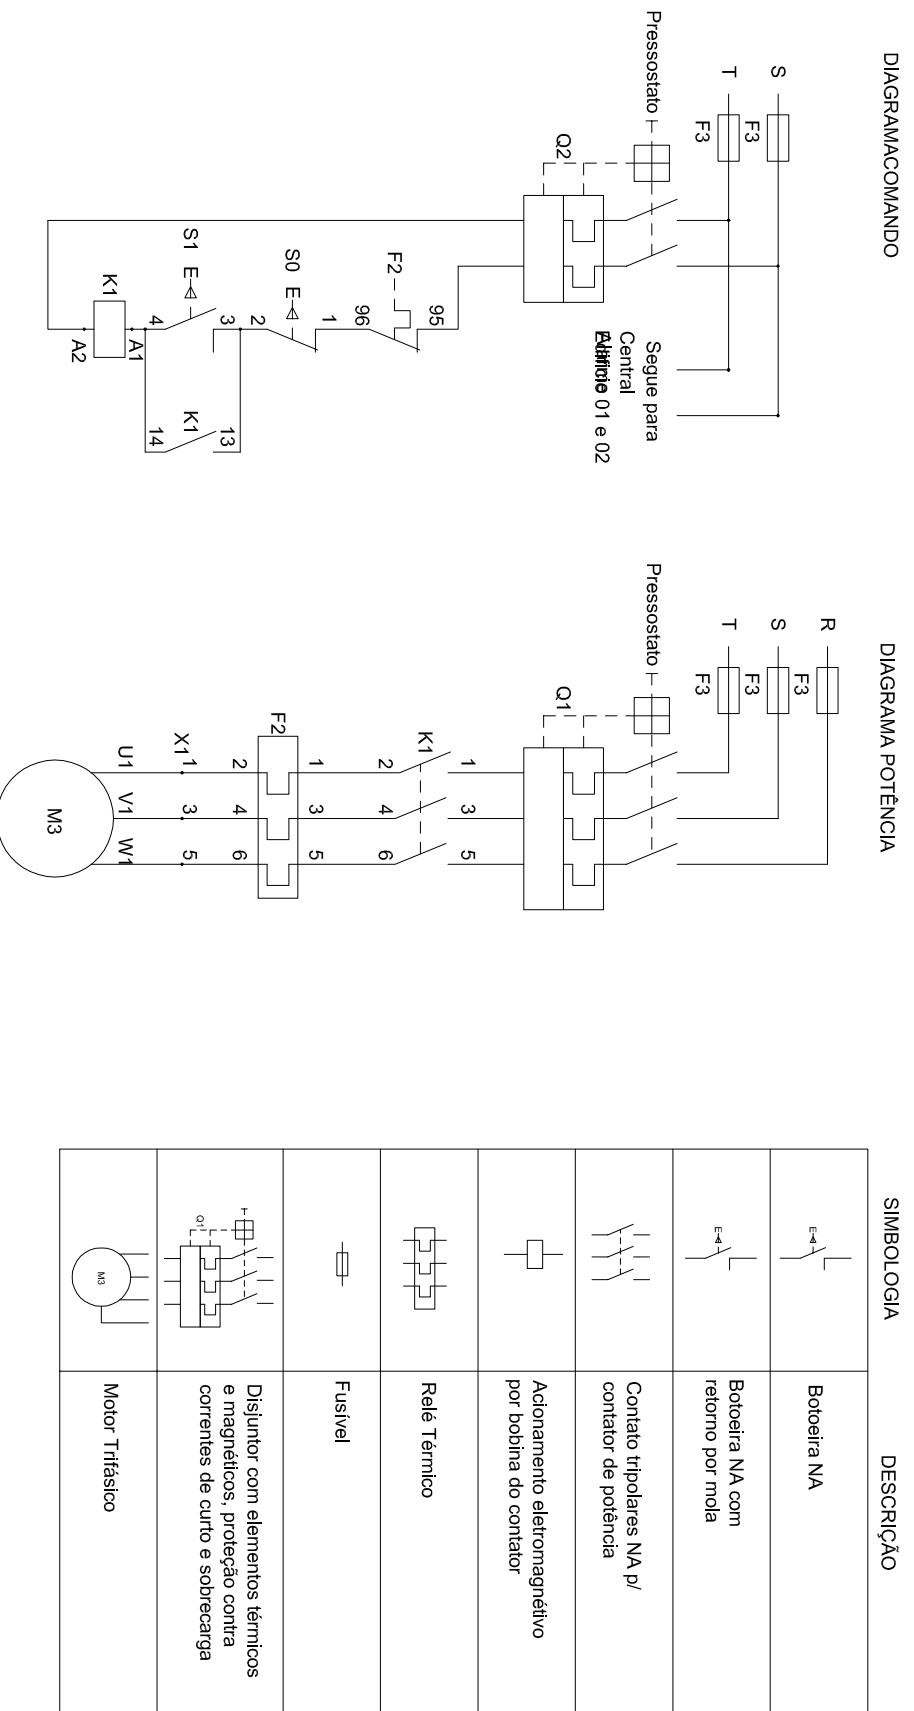 DIAGRAMACOMANDO
S
T
F3
F3
Pressostato
Q2
Segue para
Central
01 e 02
F2
95
96
S0
E
1
2
S1
E
3
4
K1
13
14
K1
A1
A2
DIAGRAMA POTÊNCIA
R
S
T
F3
F3
F3
Pressostato
Q1
1
3
5
K1
2
4
6
1
3
5
F2
2
4
6
X1
1
3
5
U1
V1
W1
M3
SIMBOLOGIA
DESCRIÇÃO
E
Botoeira NA
E
Botoeira NA com
retorno por mola
Contato tripolares NA p/
contator de potência
Acionamento eletromagnétivo
por bobina do contator
Relé Térmico
Fusível
Q1
Disjuntor com elementos térmicos
e magnéticos, proteção contra
correntes de curto e sobrecarga
M3
Motor Trifásico